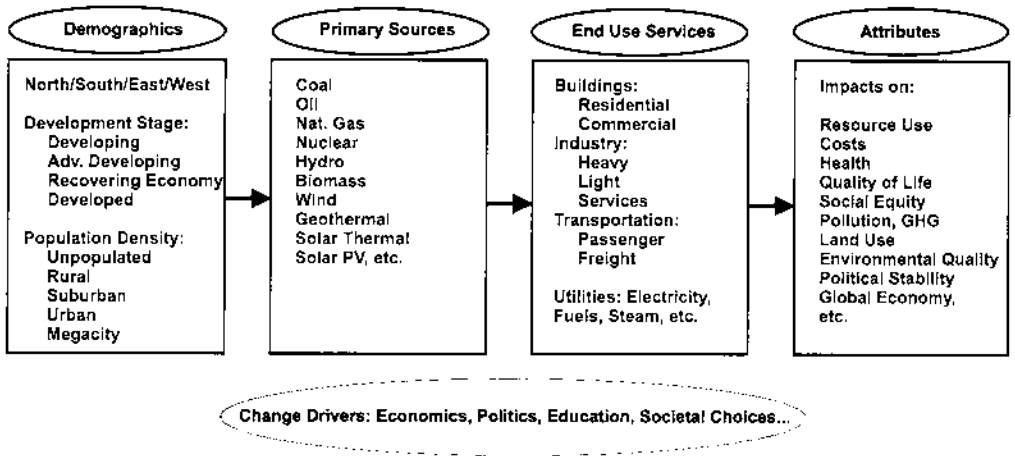 Demographics
North/South/East/West
Development Stage:
Developing
Adv. Developing
Recovering Economy
Developed
Population Density:
Unpopulated
Rural
Suburban
Urban
Megacity
Primary Sources
Coal
Oil
Nat. Gas
Nuclear
Hydro
Biomass
Wind
Geothermal
Solar Thermal
Solar PV, etc.
End Use Services
Buildings:
Residential
Commercial
Industry:
Heavy
Light
Services
Transportation:
Passenger
Freight
Utilities: Electricity,
Fuels, Steam, etc.
Attributes
Impacts on:
Resource Use
Costs
Health
Quality of Life
Social Equity
Pollution, GHG
Land Use
Environmental Quality
Political Stability
Global Economy,
etc.
Change Drivers: Economics, Politics, Education, Societal Choices...